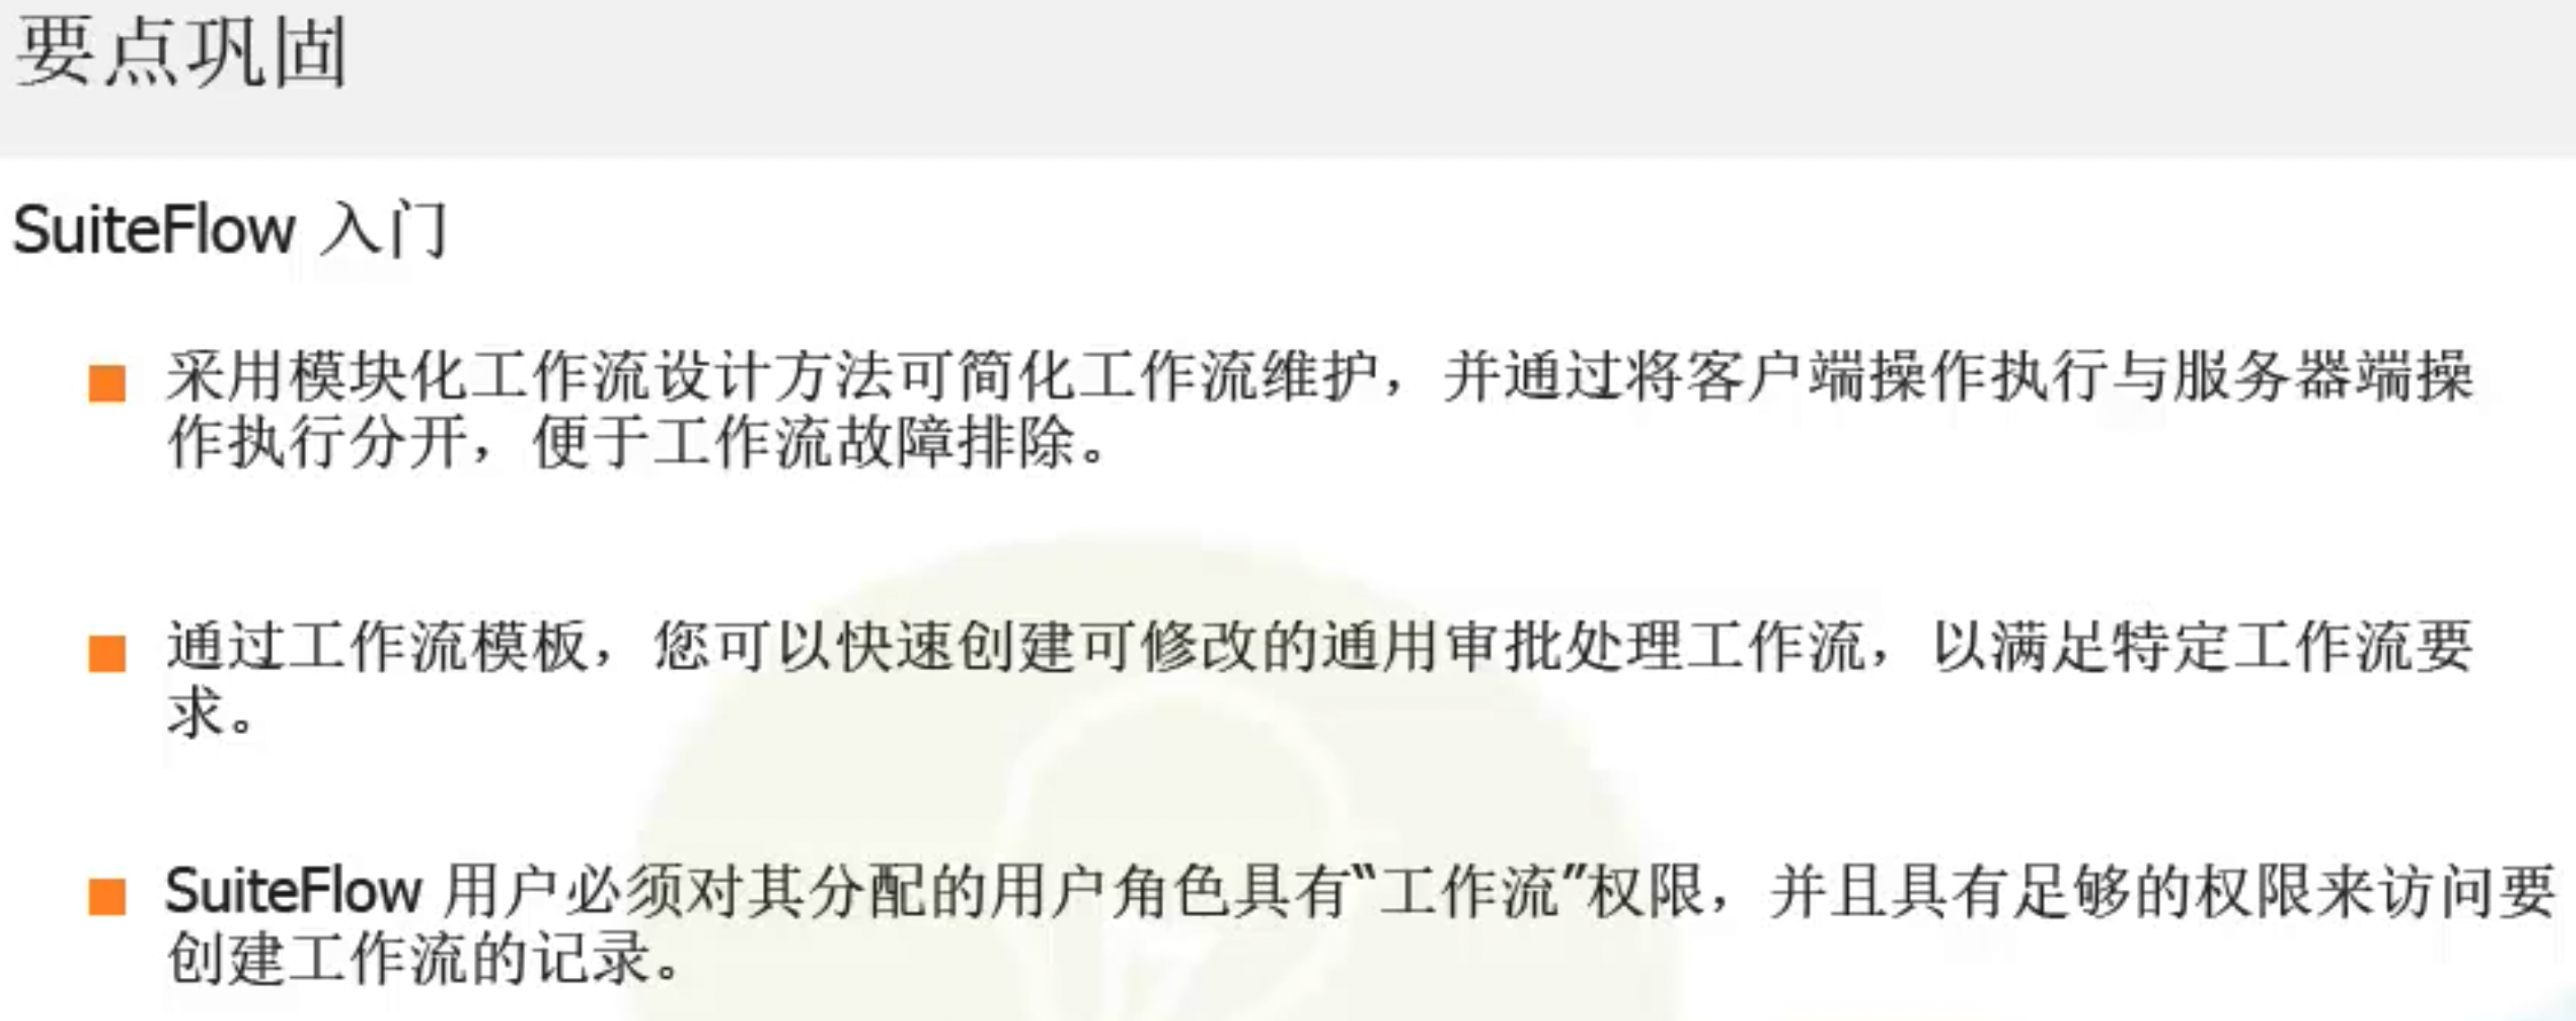 要点巩固
SuiteFlow 入门
采用模块化工作流设计方法可简化工作流维护，并通过将客户端操作执行与服务器端操
作执行分开，便于工作流故障排除。
通过工作流模板，您可以快速创建可修改的通用审批处理工作流，以满足特定工作流要
求。
SuiteFlow 用户必须对其分配的用户角色具有“工作流”权限，并且具有足够的权限来访问要
创建工作流的记录。